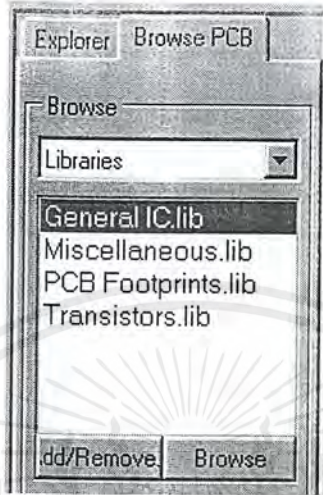 Explorer Browse PCB
Browse
Libraries
General IC.lib
Miscellaneous.lib
PCB Footprints.lib
Transistors.lib
.dd/Remove. Browse